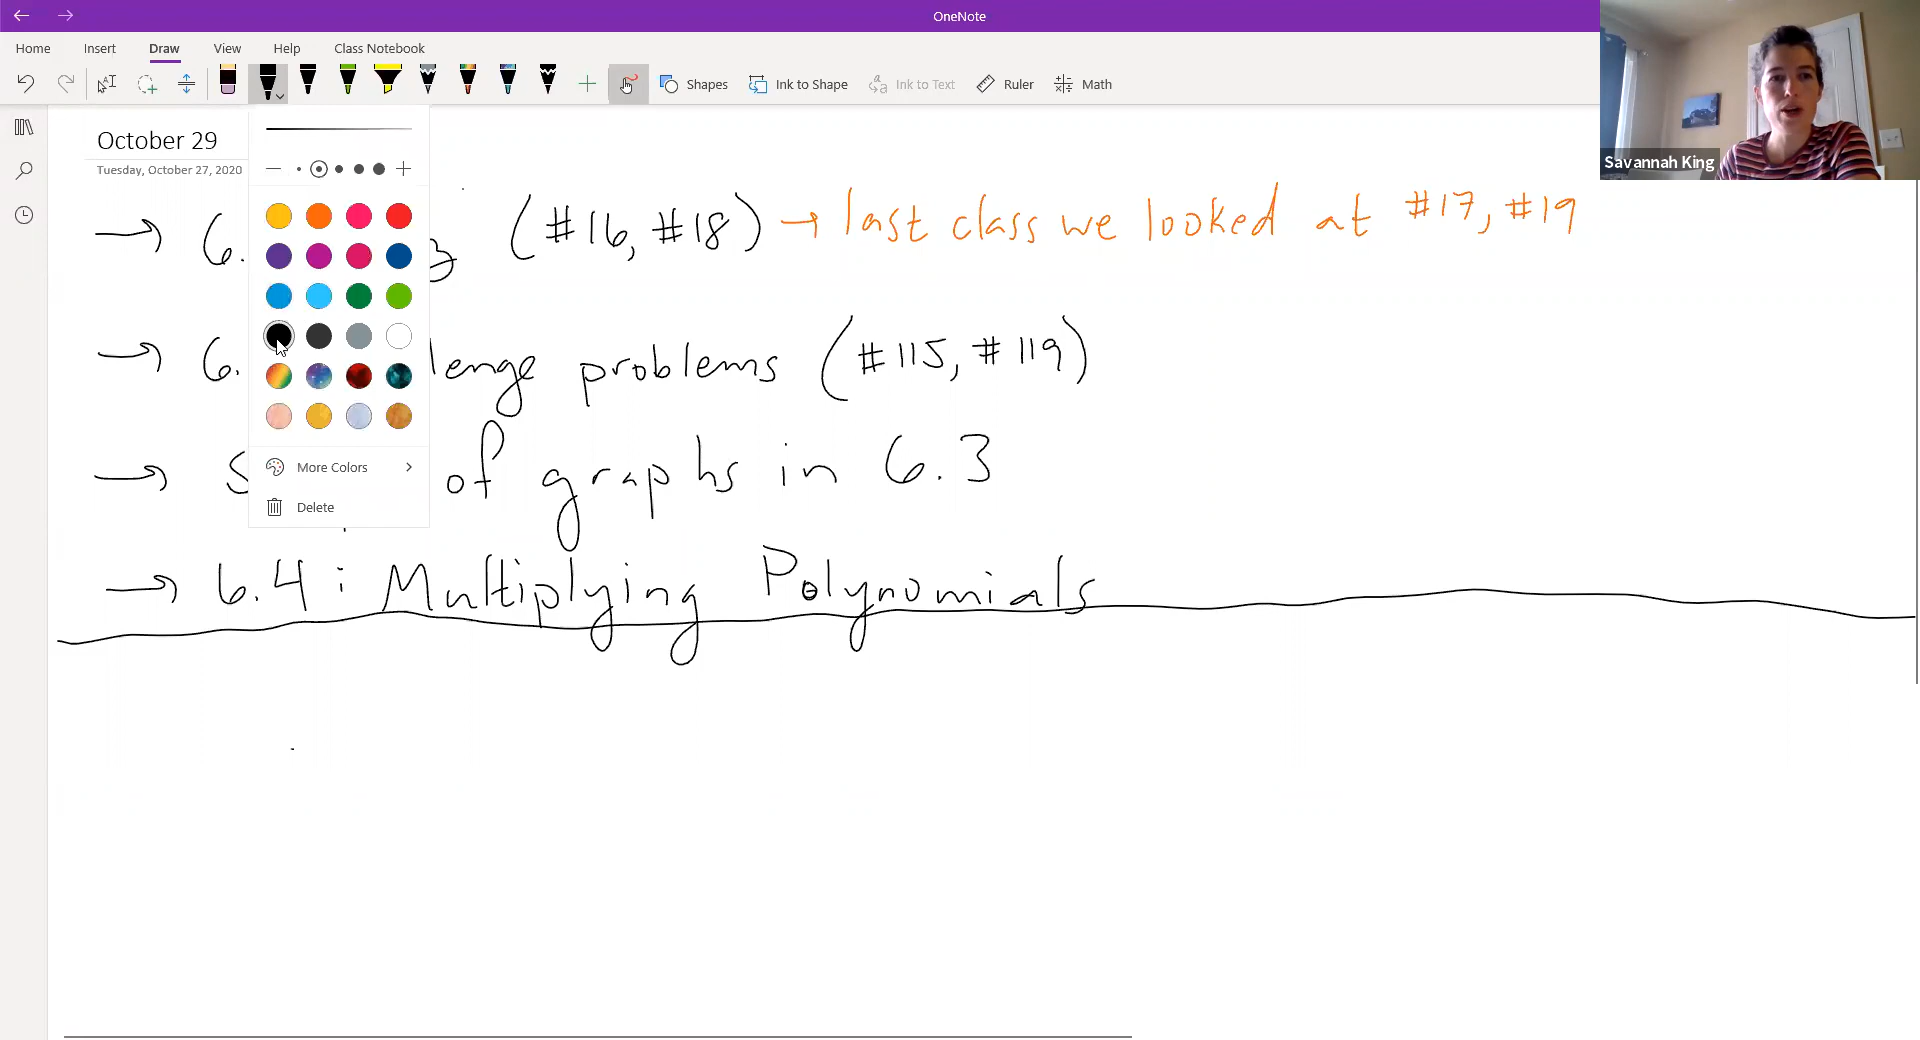 OneNote
Home Insert Draw View Help Class Notebook
Shapes Ink to Shape Ink to Text Ruler Math
Savannah King
October 29
Tuesday, October 27, 2020
→ 6. (#16, #18) → last class we looked at #17, #19
→ 6. lenge problems (#115, #119)
→ S of graphs in 6.3
→ 6.4: Multiplying Polynomials
More Colors
Delete